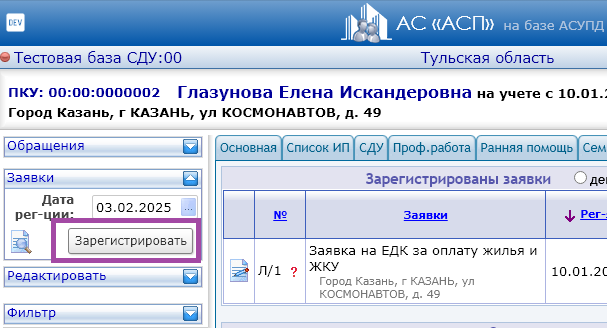 DEV
АС «АСП» на базе АСУПД
Тестовая база СДУ:00 Тульская область
ПКУ: 00:00:0000002 Глазунова Елена Искандеровна на учете с 10.01.
Город Казань, г КАЗАНЬ, ул КОСМОНАВТОВ, д. 49
Обращения
Заявки
Дата
рег-ции: 03.02.2025 ...
Зарегистрировать
Редактировать
Фильтр
Основная Список ИП СДУ Проф.работа Ранняя помощь Сем
Зарегистрированы заявки де
№ Заявки Рег-
Л/1 ? Заявка на ЕДК за оплату жилья и
ЖКУ
Город Казань, г КАЗАНЬ, ул
КОСМОНАВТОВ, д. 49
10.01.20